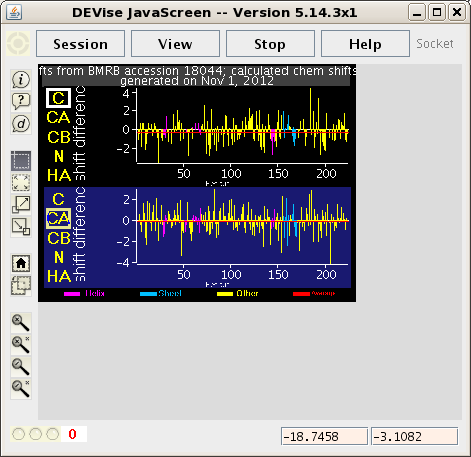 DEVise JavaScreen -- Version 5.14.3x1
Session View Stop Help Socket
fts from BMRB accession 18044; calculated chem shifts
generated on Nov 1, 2012
C
CA
CB
N
HA
shift differenc
4
2
0
−2
50 100 150 200
C
CA
CB
N
HA
shift differenc
2
0
−2
−4
50 100 150 200
Helix Sheet Other Average
0
-18.7458 -3.1082